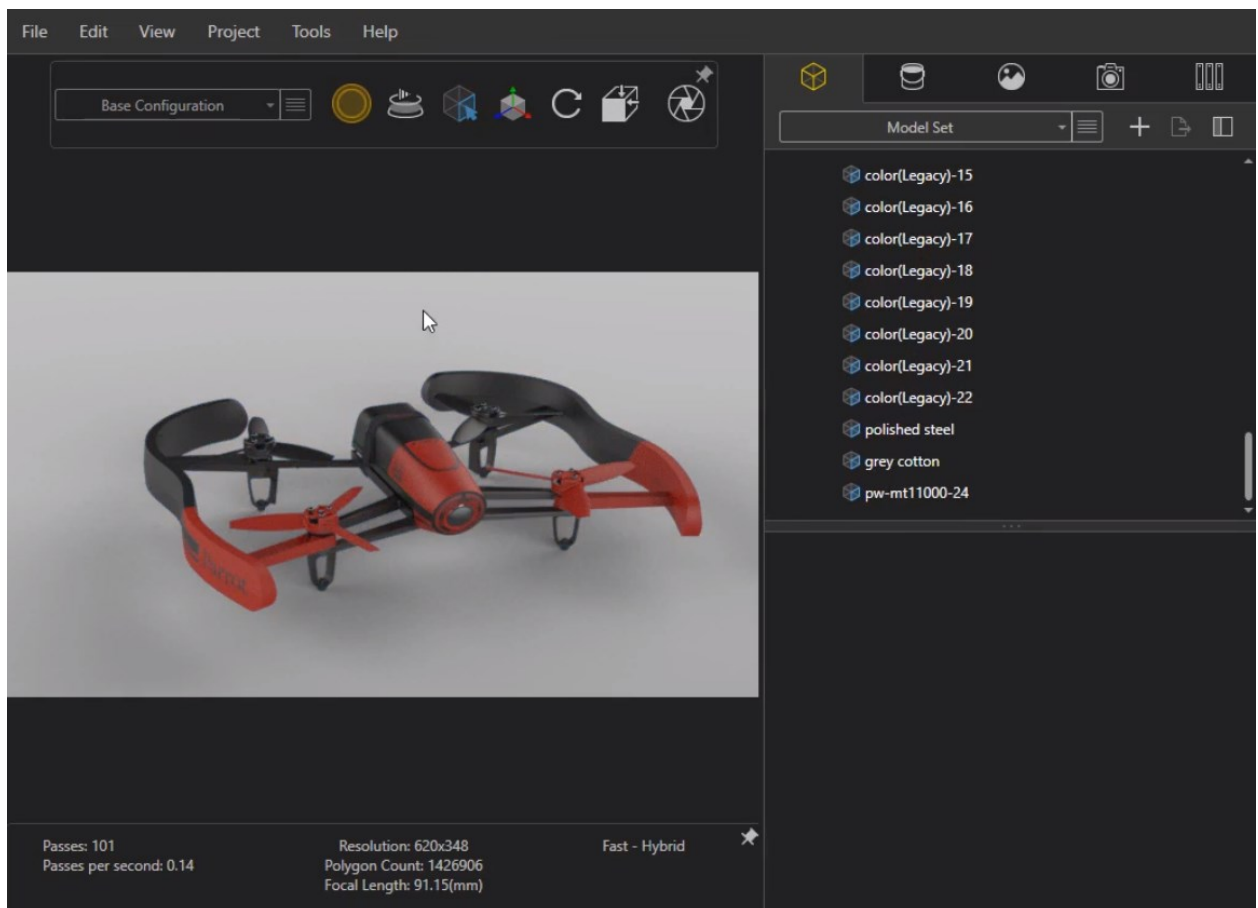 File Edit View Project Tools Help
Base Configuration
Model Set
color(Legacy)-15
color(Legacy)-16
color(Legacy)-17
color(Legacy)-18
color(Legacy)-19
color(Legacy)-20
color(Legacy)-21
color(Legacy)-22
polished steel
grey cotton
pw-mt11000-24
Parrot
Passes: 101
Passes per second: 0.14
Resolution: 620x348
Polygon Count: 1426906
Focal Length: 91.15(mm)
Fast - Hybrid